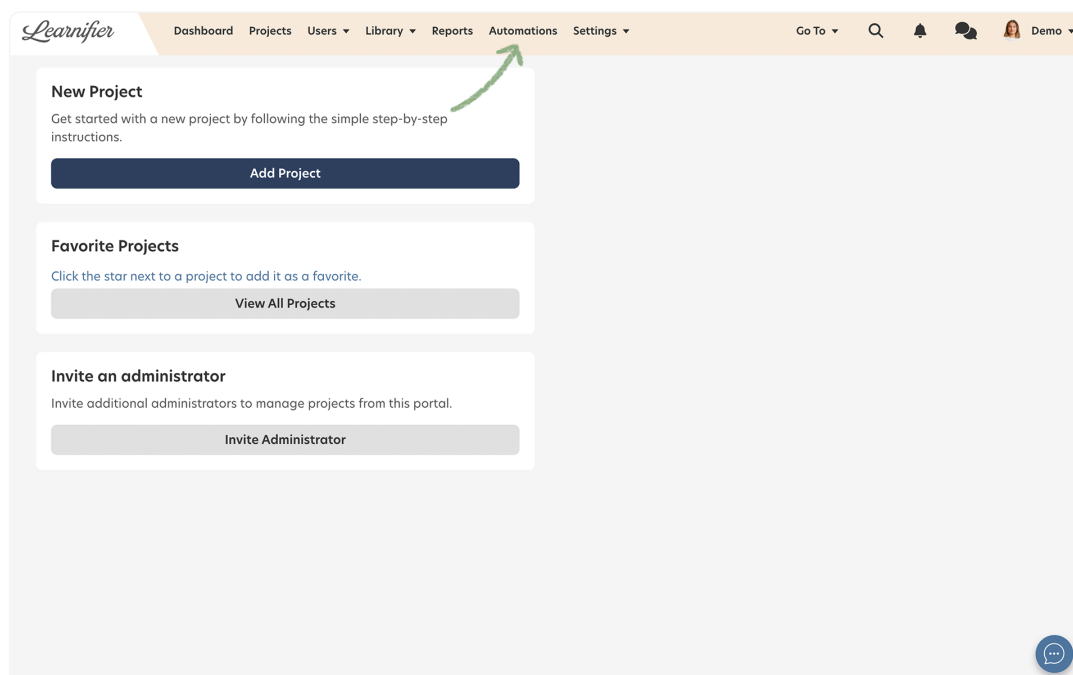 Learnifier
Dashboard Projects Users Library Reports Automations Settings Go To Demo
New Project
Get started with a new project by following the simple step-by-step
instructions.
Add Project
Favorite Projects
Click the star next to a project to add it as a favorite.
View All Projects
Invite an administrator
Invite additional administrators to manage projects from this portal.
Invite Administrator